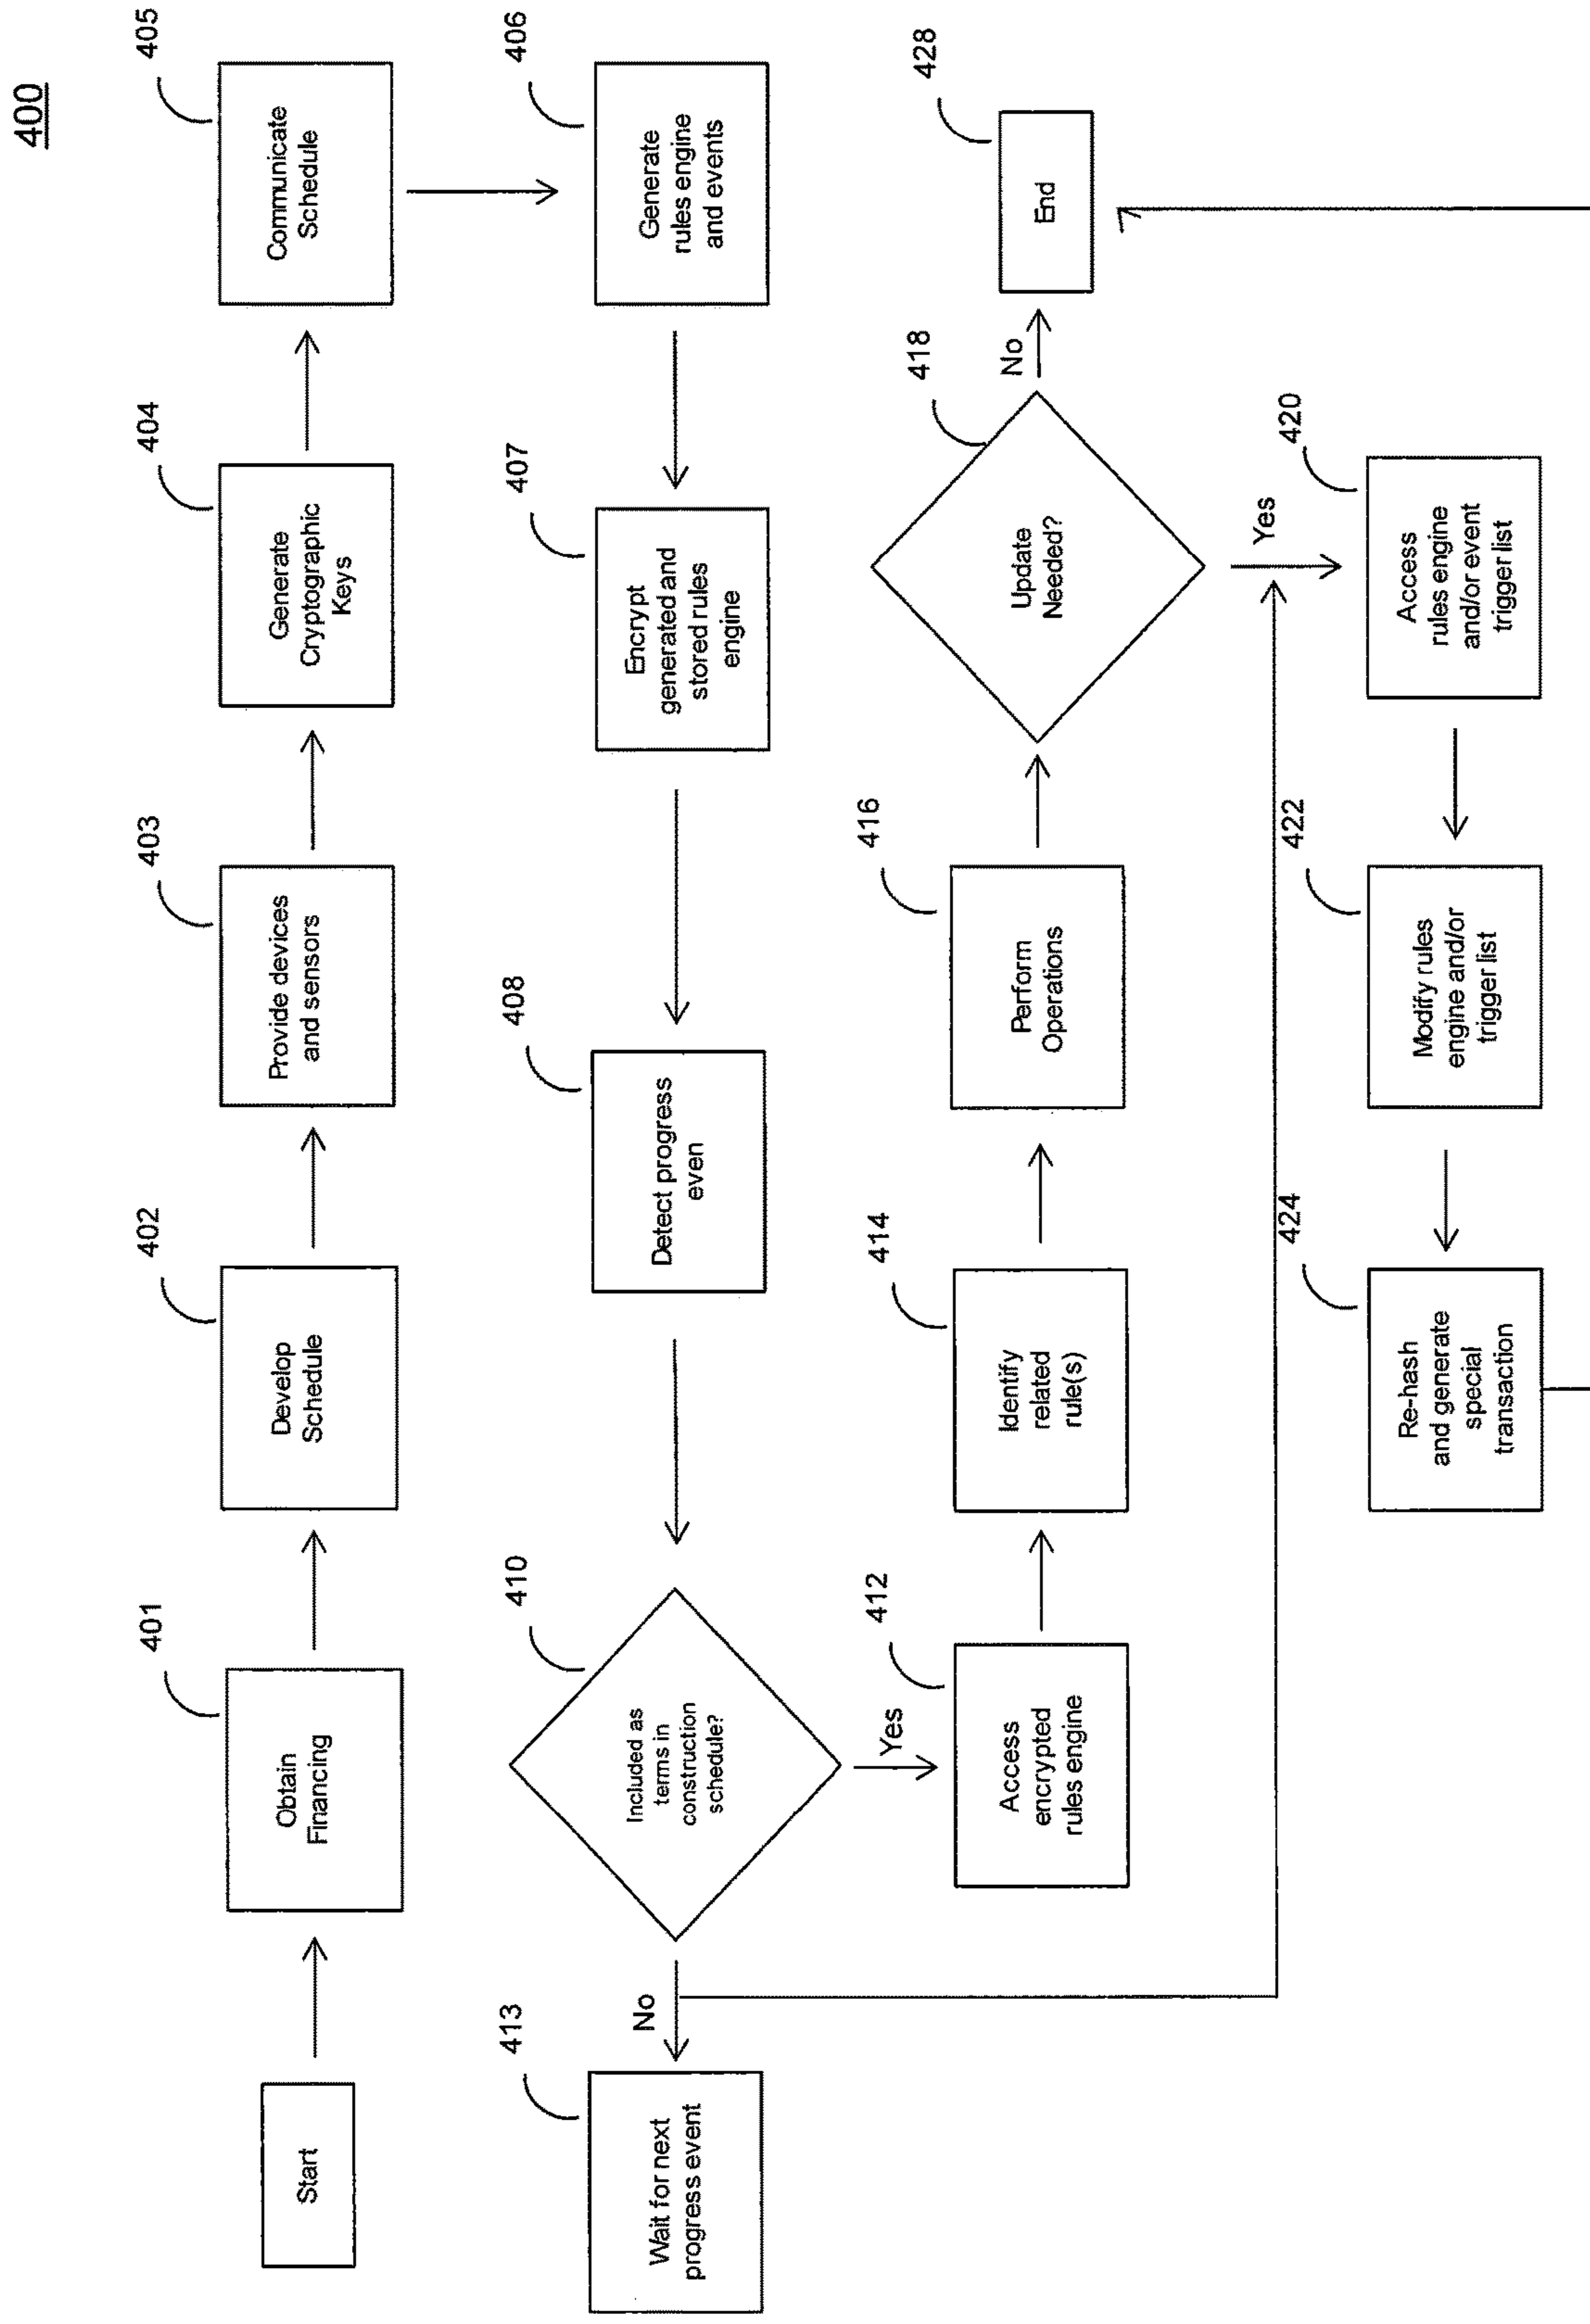 400
Start
401
Obtain
Financing
402
Develop
Schedule
403
Provide devices
and sensors
404
Generate
Cryptographic
Keys
405
Communicate
Schedule
406
Generate
rules engine
and events
407
Encrypt
generated and
stored rules
engine
408
Detect progress
even
410
Included as
terms in
construction
schedule?
No
413
Wait for next
progress event
Yes
412
Access
encrypted
rules engine
414
Identify
related
rule(s)
416
Perform
Operations
418
Update
Needed?
No
428
End
Yes
420
Access
rules engine
and/or event
trigger list
422
Modify rules
engine and/or
trigger list
424
Re-hash
and generate
special
transaction